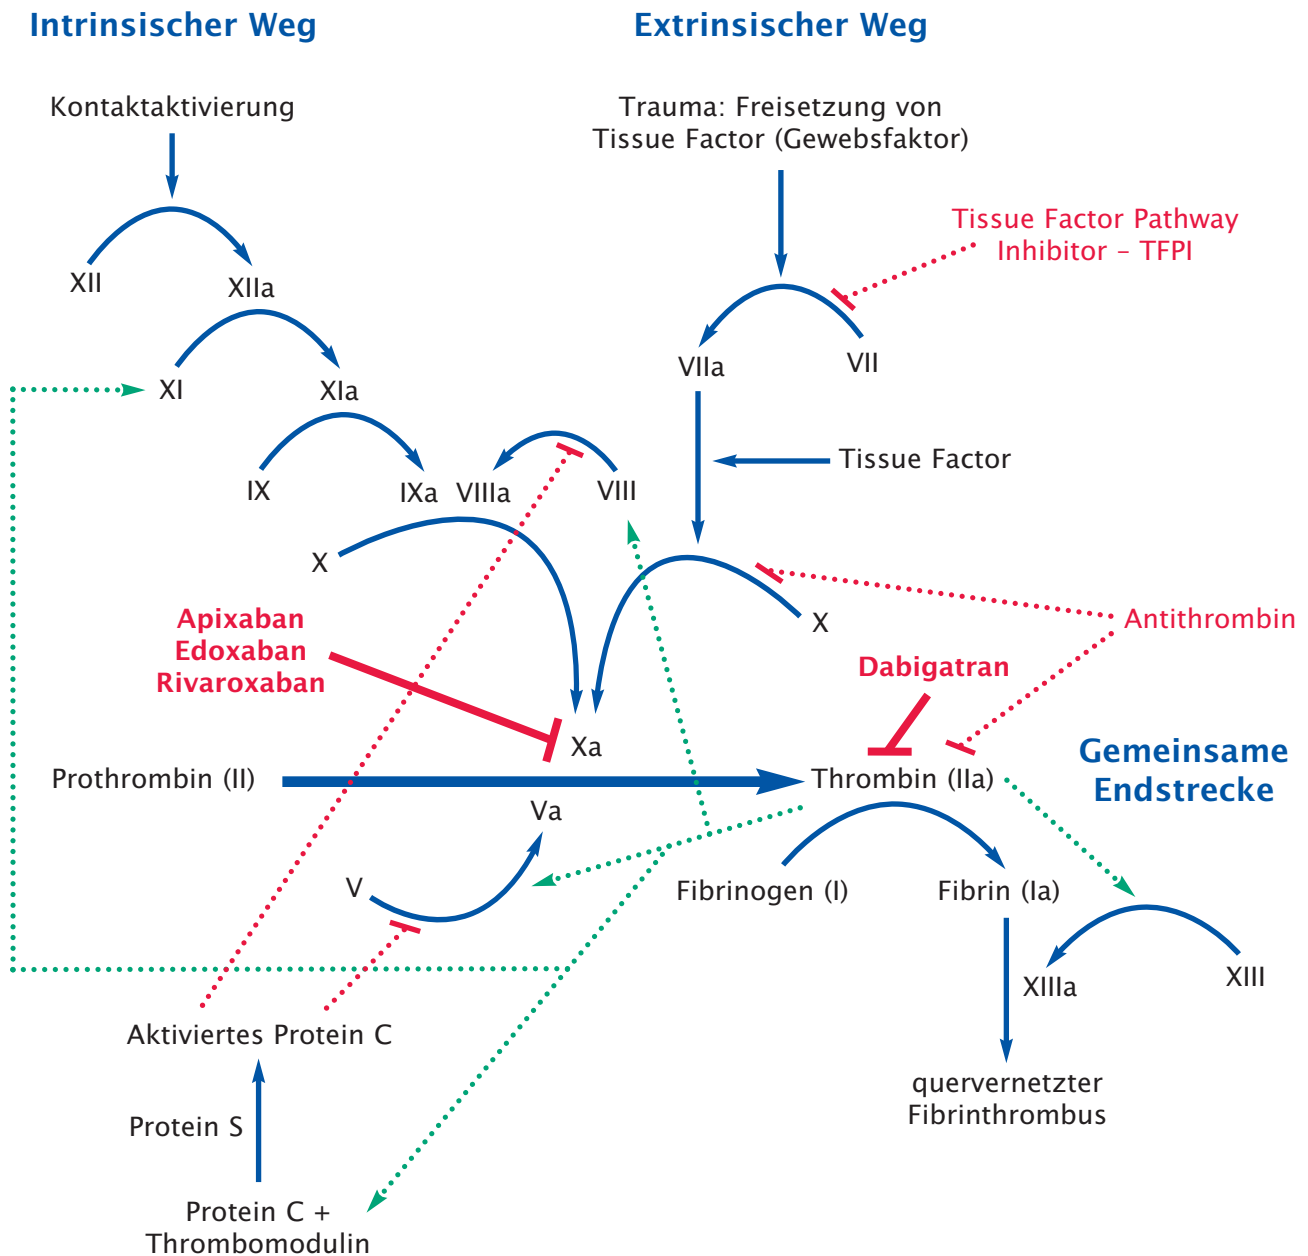 Intrinsischer Weg
Extrinsischer Weg
Kontaktaktivierung
Trauma: Freisetzung von
Tissue Factor (Gewebsfaktor)
Tissue Factor Pathway
Inhibitor – TFPI
XII
XIIa
VIIa
VII
XI
XIa
Tissue Factor
IX
IXa
VIIIa
VIII
X
X
Antithrombin
Apixaban
Edoxaban
Rivaroxaban
Dabigatran
Xa
Gemeinsame
Endstrecke
Prothrombin (II)
Thrombin (IIa)
Va
V
Fibrinogen (I)
Fibrin (Ia)
XIIIa
XIII
Aktiviertes Protein C
quervernetzter
Fibrinthrombus
Protein S
Protein C +
Thrombomodulin